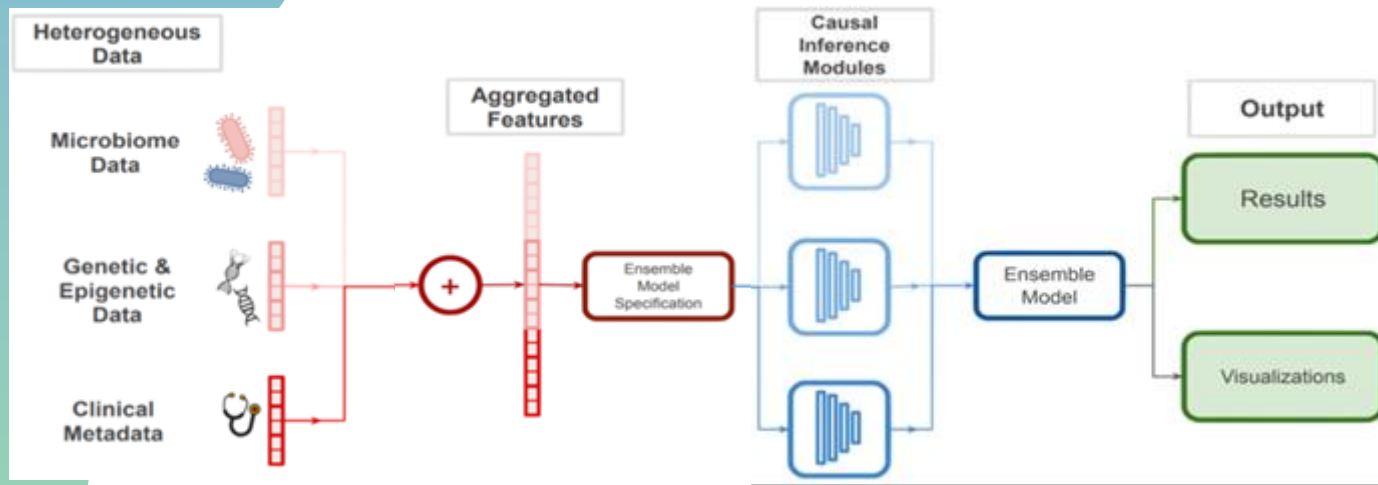 Heterogeneous
Data
Microbiome
Data
Genetic &
Epigenetic
Data
Clinical
Metadata
Aggregated
Features
+
Ensemble
Model
Specification
Causal
Inference
Modules
Ensemble
Model
Output
Results
Visualizations